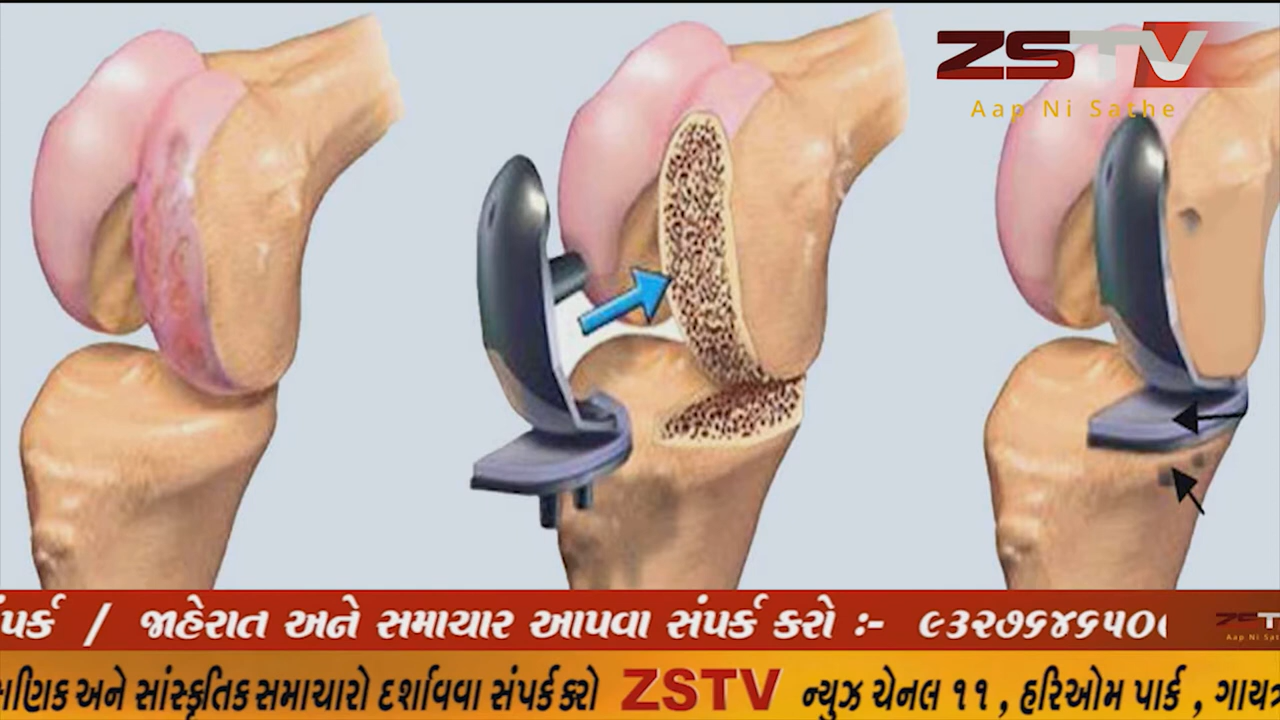 ZSTV
Aap Ni Sathe
સંપર્ક / જાહેરાત અને સમાચાર આપવા સંપર્ક કરો :- ૯૩૨૭૬૪૬૫૦
ZSTV
Aap Ni Sat
અને સાંસ્કૃતિક સમાચારો દર્શાવવા સંપર્ક કરો ZSTV ન્યુઝ ચેનલ ૧૧ , હરિઓમ પાર્ક ,